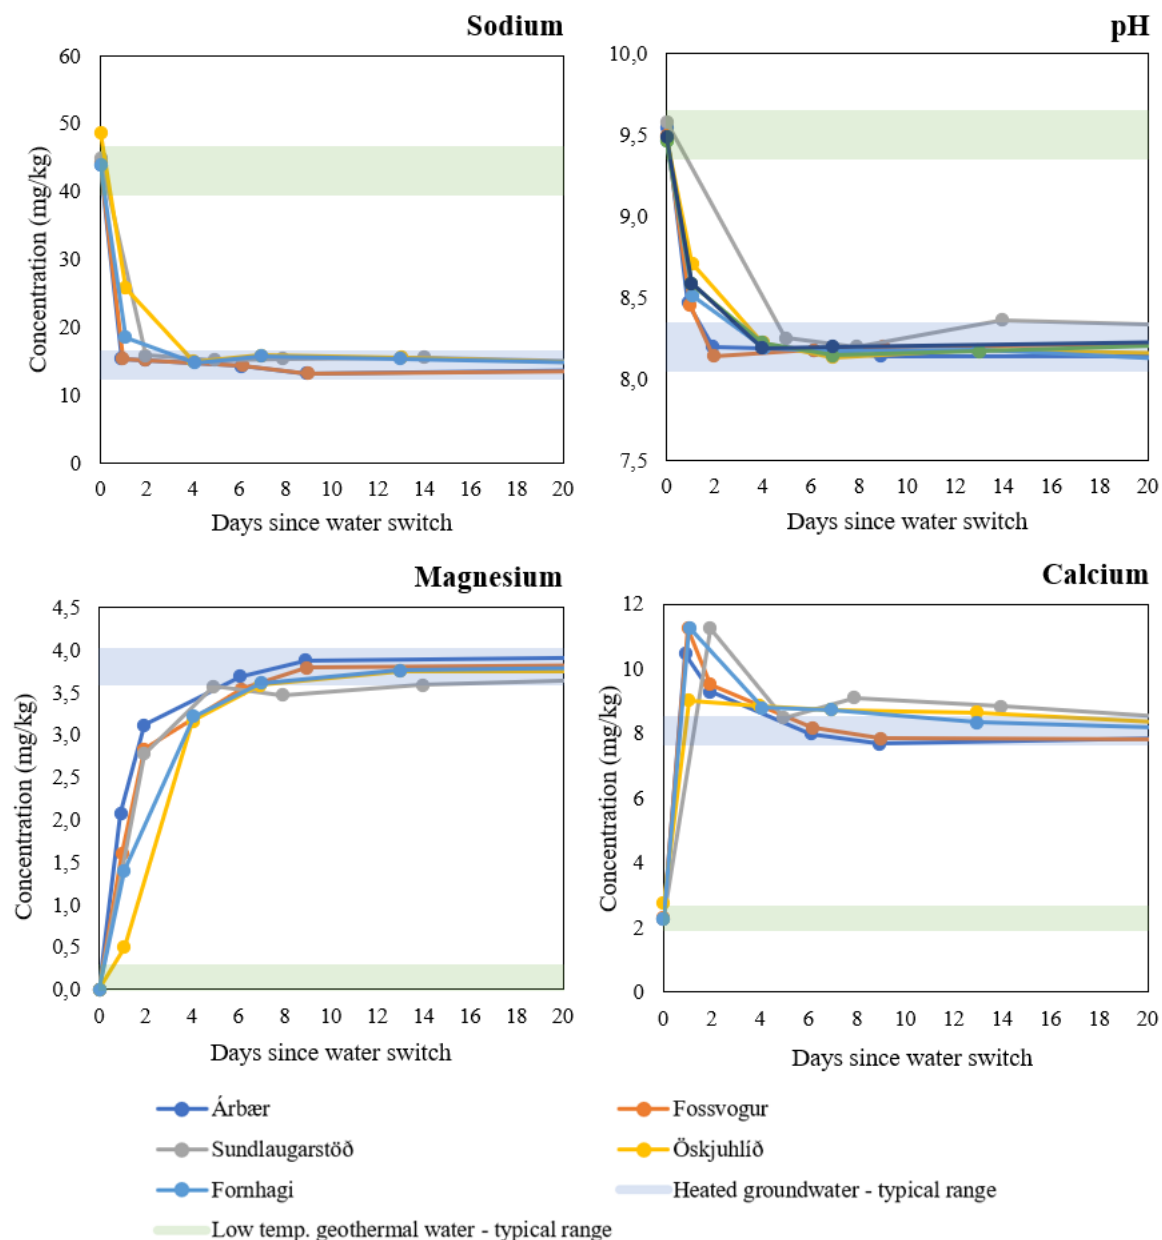 Sodium
60
50
40
30
20
10
0
Concentration (mg/kg)
0 2 4 6 8 10 12 14 16 18 20
Days since water switch
pH
10,0
9,5
9,0
8,5
8,0
7,5
0 2 4 6 8 10 12 14 16 18 20
Days since water switch
Magnesium
4,5
4,0
3,5
3,0
2,5
2,0
1,5
1,0
0,5
0,0
Concentration (mg/kg)
0 2 4 6 8 10 12 14 16 18 20
Days since water switch
Calcium
12
10
8
6
4
2
0
Concentration (mg/kg)
0 2 4 6 8 10 12 14 16 18 20
Days since water switch
Árbær
Fossvogur
Sundlaugarstöð
Öskjuhlíð
Fornhagi
Heated groundwater - typical range
Low temp. geothermal water - typical range